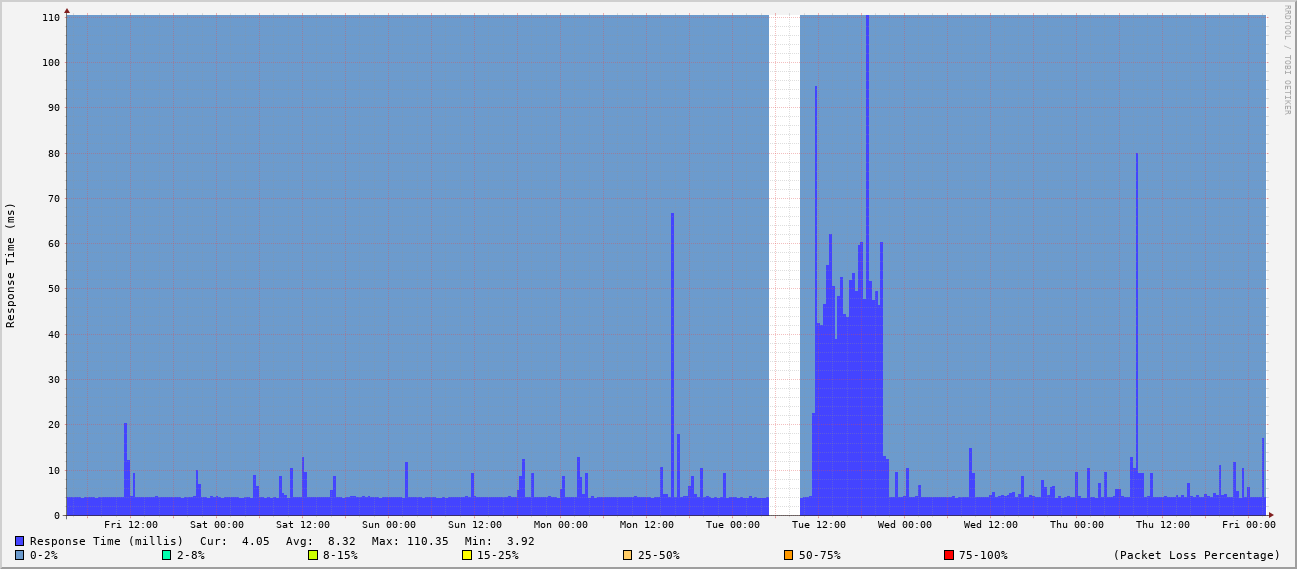 RRDTOOL / TOBI OETIKER
Response Time (ms)
110
100
90
80
70
60
50
40
30
20
10
0
Fri 12:00 Sat 00:00 Sat 12:00 Sun 00:00 Sun 12:00 Mon 00:00 Mon 12:00 Tue 00:00 Tue 12:00 Wed 00:00 Wed 12:00 Thu 00:00 Thu 12:00 Fri 00:00
Response Time (millis) Cur: 4.05 Avg: 8.32 Max: 110.35 Min: 3.92
0-2% 2-8% 8-15% 15-25% 25-50% 50-75% 75-100% (Packet Loss Percentage)